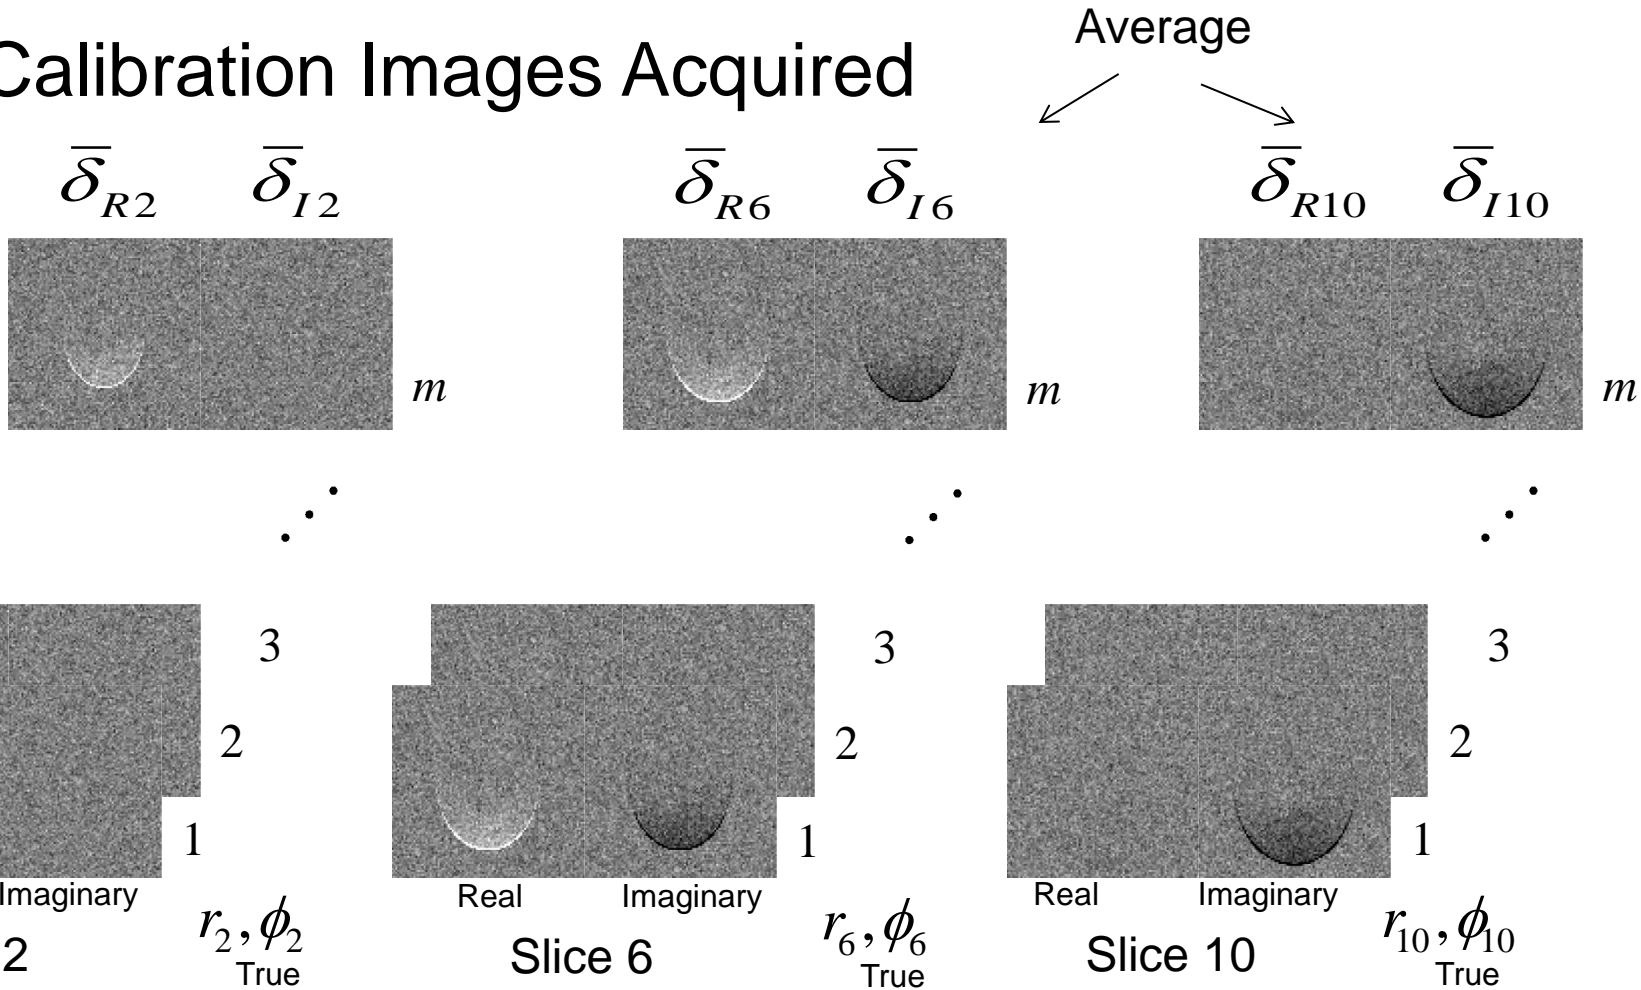 Average
Calibration Images Acquired
δ̅_{R2} δ̅_{I2} δ̅_{R6} δ̅_{I6} δ̅_{R10} δ̅_{I10}
m m m
3 3 3
2 2 2
1 1 1
Imaginary Real Imaginary Real Imaginary
r₂, ϕ₂ r₆, ϕ₆ r₁₀, ϕ₁₀
2 Slice 6 Slice 10
True True True